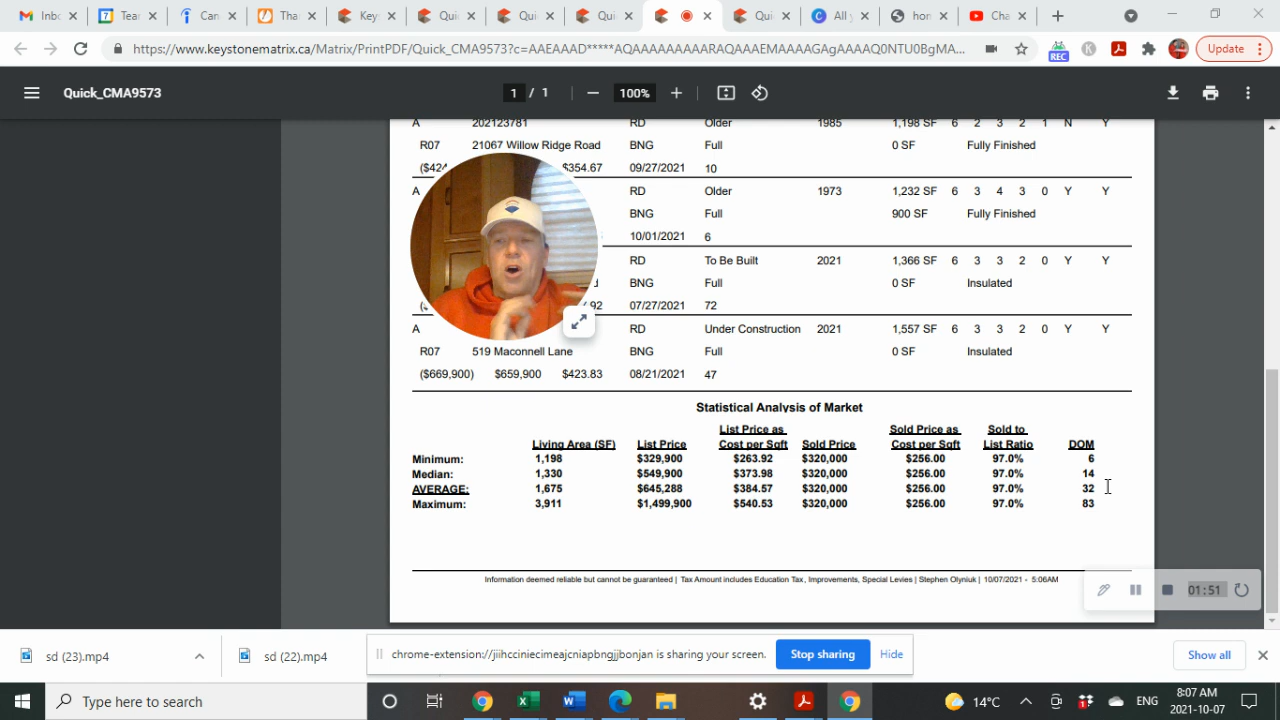 Inbo Team Can Tha Key Quic Quic Quic Quic All y hon Cha
https://www.keystonematrix.ca/Matrix/PrintPDF/Quick_CMA9573?c=AAEAAAD*****AQAAAAAAAAARAQAAAEMAAAAGAgAAAAQ0NTU0BgMA... REC K Update
Quick_CMA9573 1 / 1 100%
A 202123781 RD Older 1985 1,198 SF 6 2 3 2 1 N Y
R07 21067 Willow Ridge Road BNG Full 0 SF Fully Finished
($424 $354.67 09/27/2021 10
A RD Older 1973 1,232 SF 6 3 4 3 0 Y Y
BNG Full 900 SF Fully Finished
10/01/2021 6
RD To Be Built 2021 1,366 SF 6 3 3 2 0 Y Y
BNG Full 0 SF Insulated
.92 07/27/2021 72
A RD Under Construction 2021 1,557 SF 6 3 3 2 0 Y Y
R07 519 Maconnell Lane BNG Full 0 SF Insulated
($669,900) $659,900 $423.83 08/21/2021 47
Statistical Analysis of Market
List Price as Sold Price as Sold to
Living Area (SF) List Price Cost per Sqft Sold Price Cost per Sqft List Ratio DOM
Minimum: 1,198 $329,900 $263.92 $320,000 $256.00 97.0% 6
Median: 1,330 $549,900 $373.98 $320,000 $256.00 97.0% 14
AVERAGE: 1,675 $645,288 $384.57 $320,000 $256.00 97.0% 32
Maximum: 3,911 $1,499,900 $540.53 $320,000 $256.00 97.0% 83
Information deemed reliable but cannot be guaranteed | Tax Amount includes Education Tax, Improvements, Special Levies | Stephen Olyniuk | 10/07/2021 - 5:06AM
01:51
sd (23).mp4 sd (22).mp4 chrome-extension://jiihcciniecimeajcniapbngjjbonjan is sharing your screen. Stop sharing Hide Show all
Type here to search 14°C ENG 8:07 AM
2021-10-07